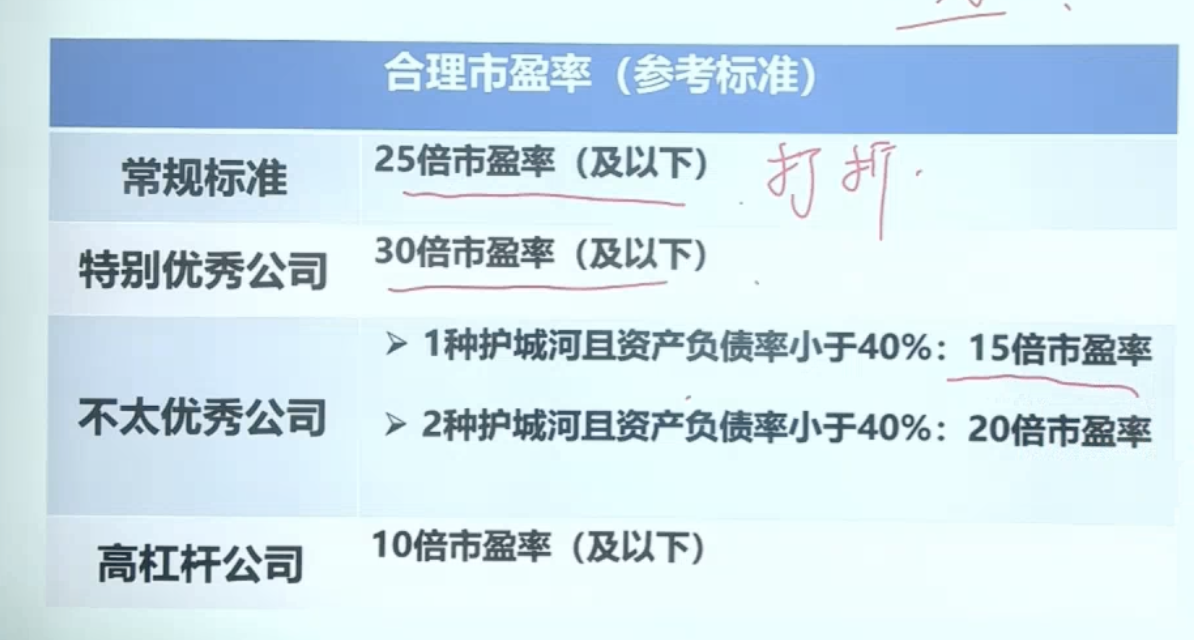 合理市盈率（参考标准）
常规标准
25倍市盈率（及以下）
打折.
特别优秀公司
30倍市盈率（及以下）
不太优秀公司
➢ 1种护城河且资产负债率小于40%：15倍市盈率
➢ 2种护城河且资产负债率小于40%：20倍市盈率
高杠杆公司
10倍市盈率（及以下）